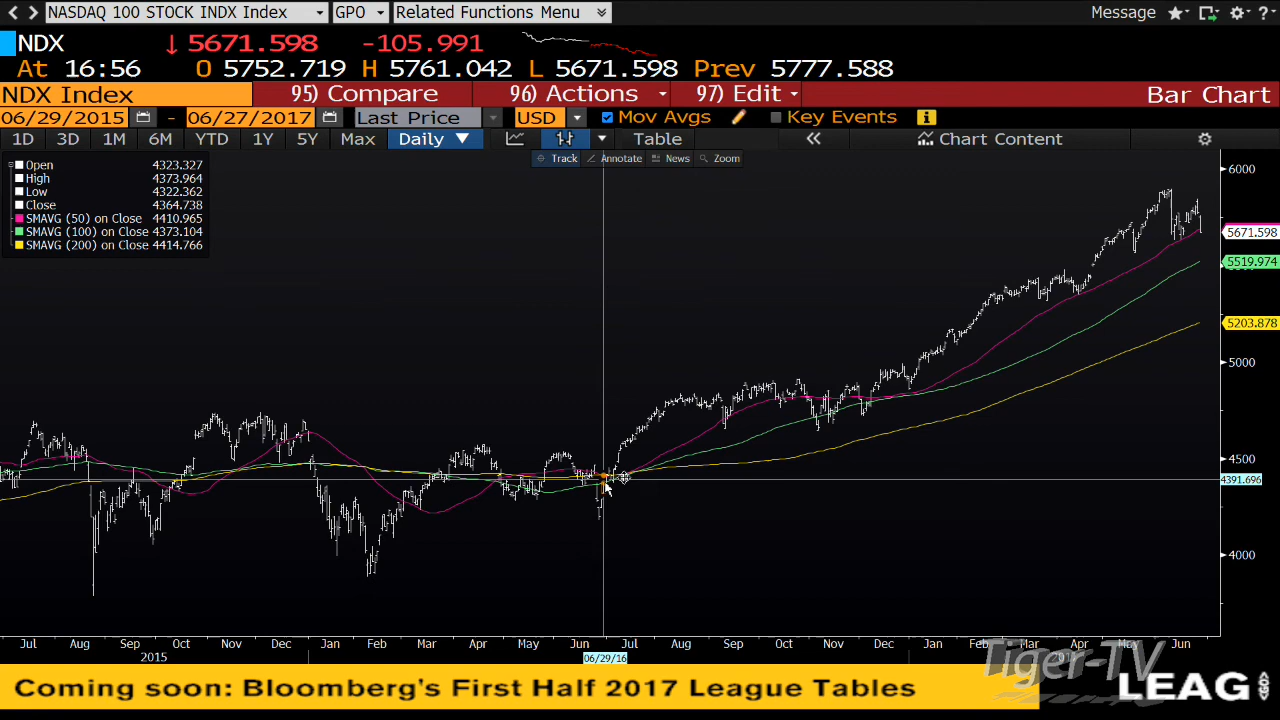 NASDAQ 100 STOCK INDX Index GPO Related Functions Menu Message ?
NDX ↓ 5671.598 -105.991
At 16:56 O 5752.719 H 5761.042 L 5671.598 Prev 5777.588
NDX Index 95) Compare 96) Actions 97) Edit Bar Chart
06/29/2015 - 06/27/2017 Last Price USD Mov Avgs Key Events
1D 3D 1M 6M YTD 1Y 5Y Max Daily ▼ Table « Chart Content
Track Annotate News Zoom
Open 4323.327
High 4373.964
Low 4322.362
Close 4364.738
SMAVG (50) on Close 4410.965
SMAVG (100) on Close 4373.104
SMAVG (200) on Close 4414.766
6000
5671.598
5519.974
5203.878
5000
4500
4391.696
4000
Jul Aug Sep Oct Nov Dec Jan Feb Mar Apr May Jun Jul Aug Sep Oct Nov Dec Jan Feb Mar Apr May Jun
2015 06/29/16
Tiger-TV
Coming soon: Bloomberg's First Half 2017 League Tables LEAG GO